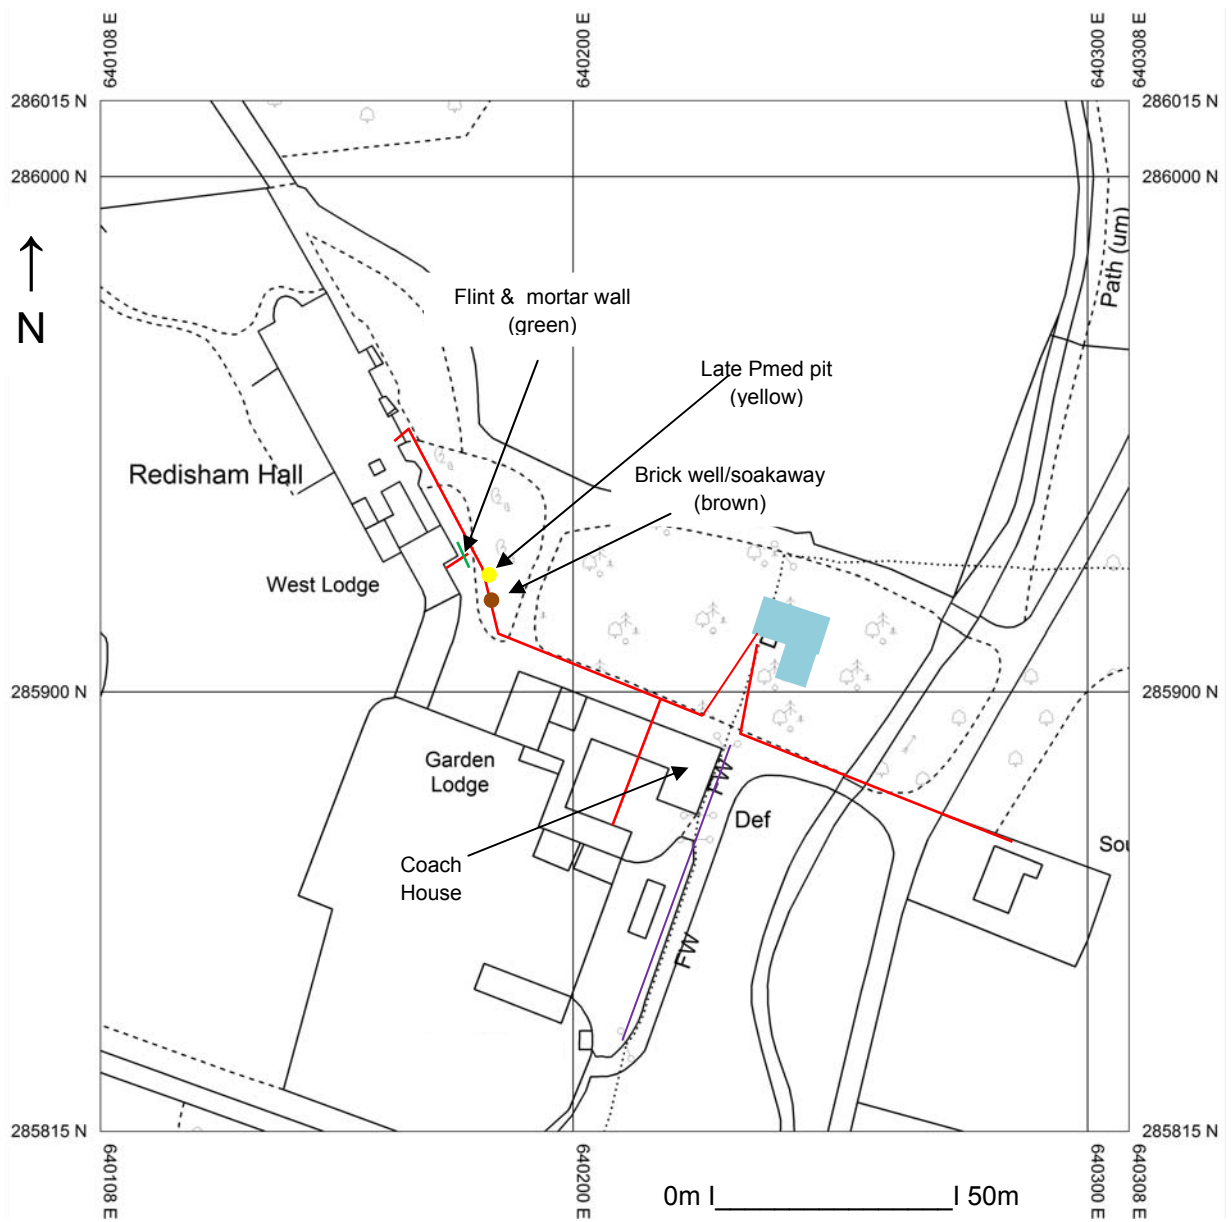 640108 E
640200 E
640300 E
640308 E
286015 N
286015 N
286000 N
286000 N
N
Path (um)
Flint & mortar wall
(green)
Late Pmed pit
(yellow)
Redisham Hall
Brick well/soakaway
(brown)
West Lodge
285900 N
285900 N
Garden
Lodge
FW
Def
Coach
House
Sou
FW
285815 N
285815 N
640108 E
640200 E
640300 E
640308 E
0m I__________________I 50m